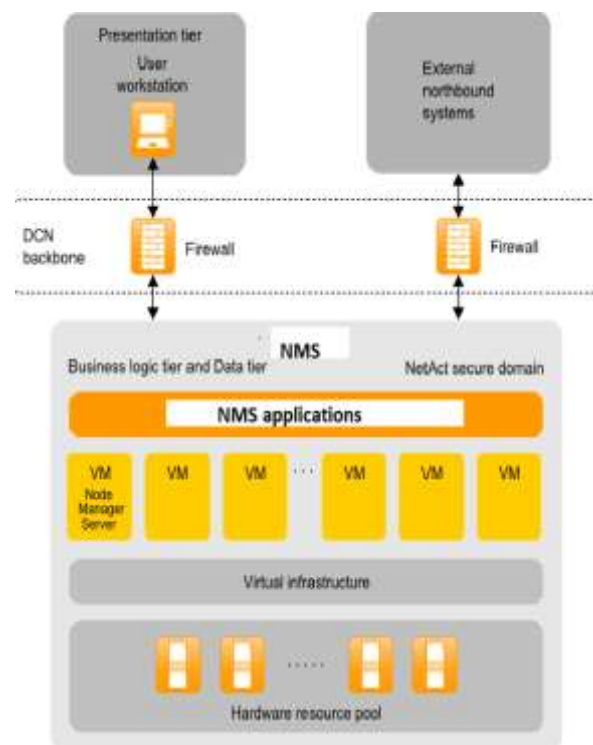 Presentation tier
User
workstation
External
northbound
systems
DCN
backbone
Firewall
Firewall
NMS
Business logic tier and Data tier
NetAct secure domain
NMS applications
VM
Node
Manager
Server
VM
VM
...
VM
VM
VM
Virtual infrastructure
.....
Hardware resource pool